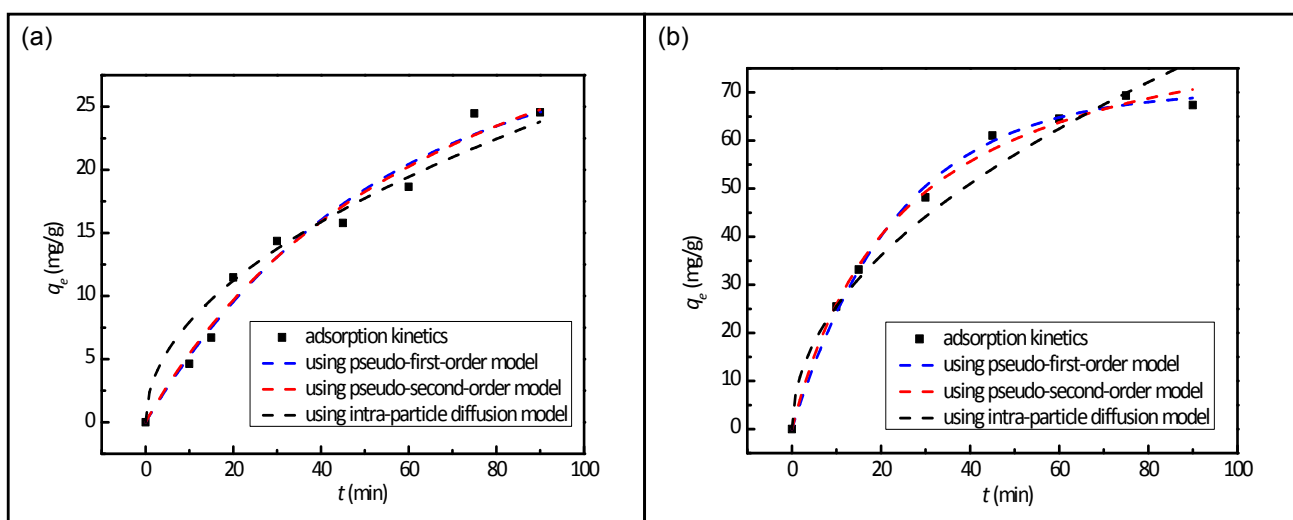 (a)
25
20
15
10
5
0
q_e (mg/g)
adsorption kinetics
using pseudo-first-order model
using pseudo-second-order model
using intra-particle diffusion model
0 20 40 60 80 100
t (min)
(b)
70
60
50
40
30
20
10
0
q_e (mg/g)
adsorption kinetics
using pseudo-first-order model
using pseudo-second-order model
using intra-particle diffusion model
0 20 40 60 80 100
t (min)